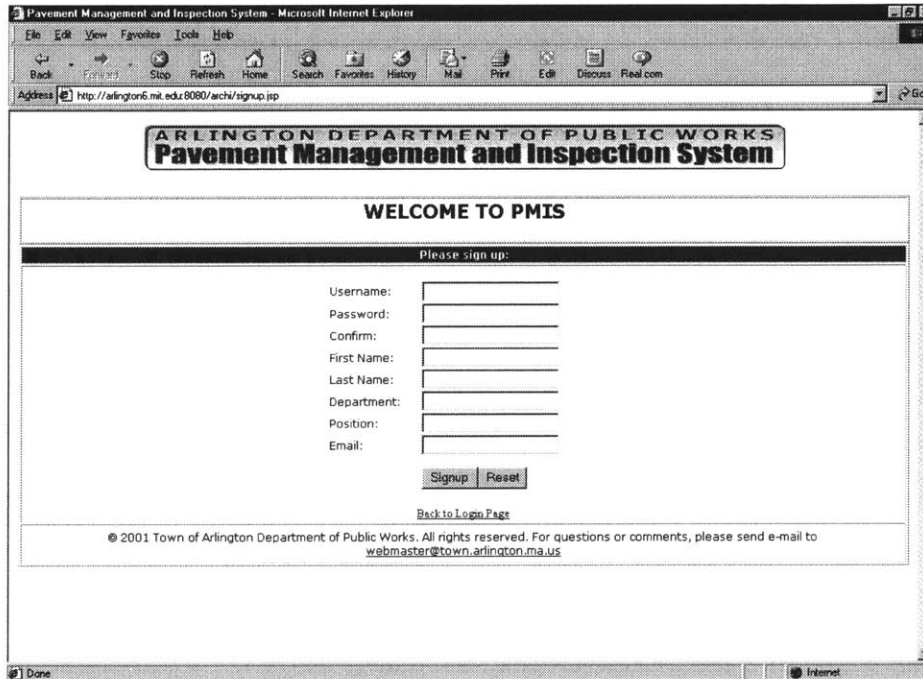 Pavement Management and Inspection System - Microsoft Internet Explorer
File Edit View Favorites Tools Help
Back Forward Stop Refresh Home Search Favorites History Mail Print Edit Discuss Real.com
Address http://arlington6.mit.edu:8080/archi/signup.jsp Go
ARLINGTON DEPARTMENT OF PUBLIC WORKS
Pavement Management and Inspection System
WELCOME TO PMIS
Please sign up:
Username:
Password:
Confirm:
First Name:
Last Name:
Department:
Position:
Email:
Signup Reset
Back to Login Page
© 2001 Town of Arlington Department of Public Works. All rights reserved. For questions or comments, please send e-mail to
webmaster@town.arlington.ma.us
Done Internet